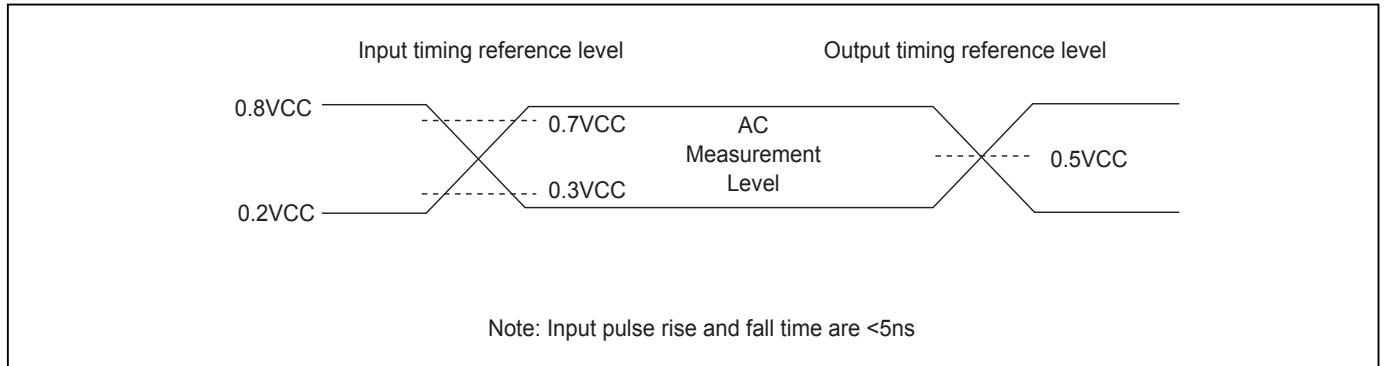 Input timing reference level
Output timing reference level
0.8VCC
0.7VCC
AC
Measurement
Level
0.5VCC
0.3VCC
0.2VCC
Note: Input pulse rise and fall time are <5ns